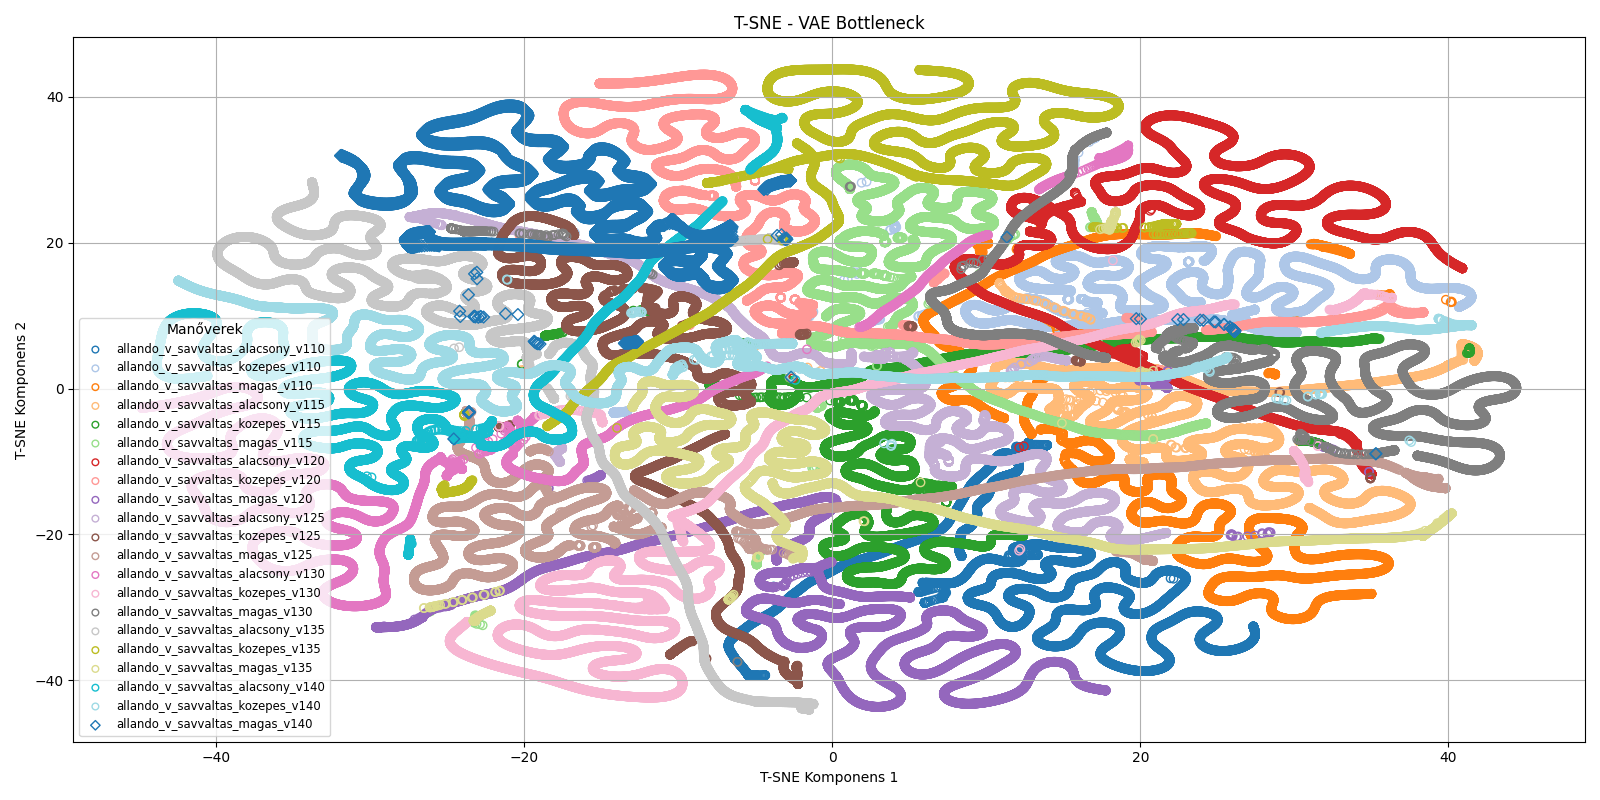 T-SNE - VAE Bottleneck
40
20
0
−20
−40
T-SNE Komponens 2
Manőverek
allando_v_savvaltas_alacsony_v110
allando_v_savvaltas_kozepes_v110
allando_v_savvaltas_magas_v110
allando_v_savvaltas_alacsony_v115
allando_v_savvaltas_kozepes_v115
allando_v_savvaltas_magas_v115
allando_v_savvaltas_alacsony_v120
allando_v_savvaltas_kozepes_v120
allando_v_savvaltas_magas_v120
allando_v_savvaltas_alacsony_v125
allando_v_savvaltas_kozepes_v125
allando_v_savvaltas_magas_v125
allando_v_savvaltas_alacsony_v130
allando_v_savvaltas_kozepes_v130
allando_v_savvaltas_magas_v130
allando_v_savvaltas_alacsony_v135
allando_v_savvaltas_kozepes_v135
allando_v_savvaltas_magas_v135
allando_v_savvaltas_alacsony_v140
allando_v_savvaltas_kozepes_v140
allando_v_savvaltas_magas_v140
−40 −20 0 20 40
T-SNE Komponens 1